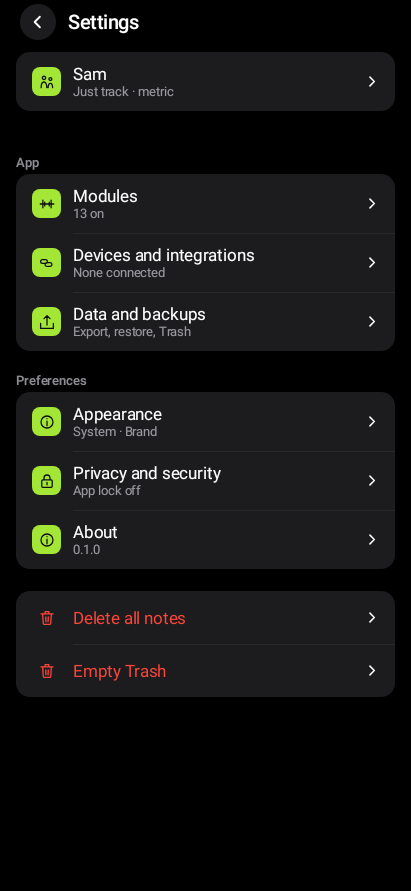 Settings
Sam
Just track · metric
App
Modules
13 on
Devices and integrations
None connected
Data and backups
Export, restore, Trash
Preferences
Appearance
System · Brand
Privacy and security
App lock off
About
0.1.0
Delete all notes
Empty Trash